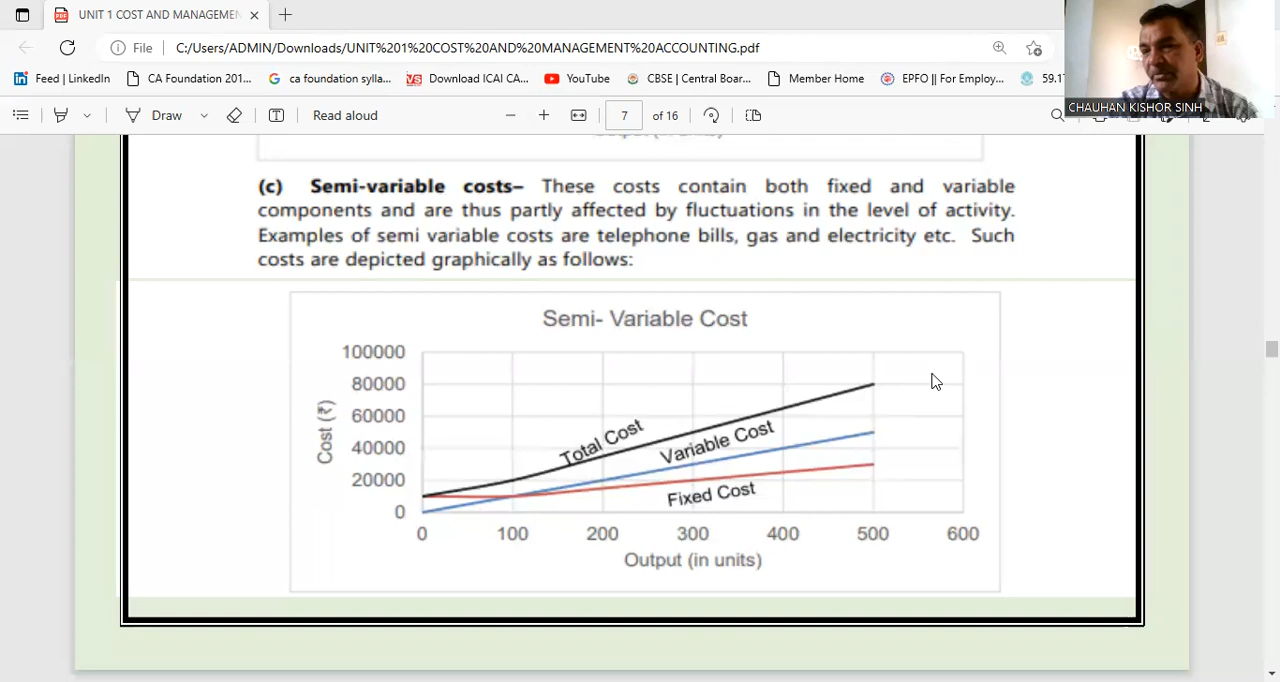 UNIT 1 COST AND MANAGEMEN
File
C:/Users/ADMIN/Downloads/UNIT%201%20COST%20AND%20MANAGEMENT%20ACCOUNTING.pdf
Feed | LinkedIn
CA Foundation 201...
ca foundation sylla...
Download ICAI CA...
YouTube
CBSE | Central Boar...
Member Home
EPFO || For Employ...
59.1
CHAUHAN KISHOR SINH
Draw
Read aloud
7 of 16
(c) Semi-variable costs– These costs contain both fixed and variable
components and are thus partly affected by fluctuations in the level of activity.
Examples of semi variable costs are telephone bills, gas and electricity etc. Such
costs are depicted graphically as follows:
Semi- Variable Cost
100000
80000
60000
40000
20000
0
Cost (₹)
Total Cost
Variable Cost
Fixed Cost
0 100 200 300 400 500 600
Output (in units)